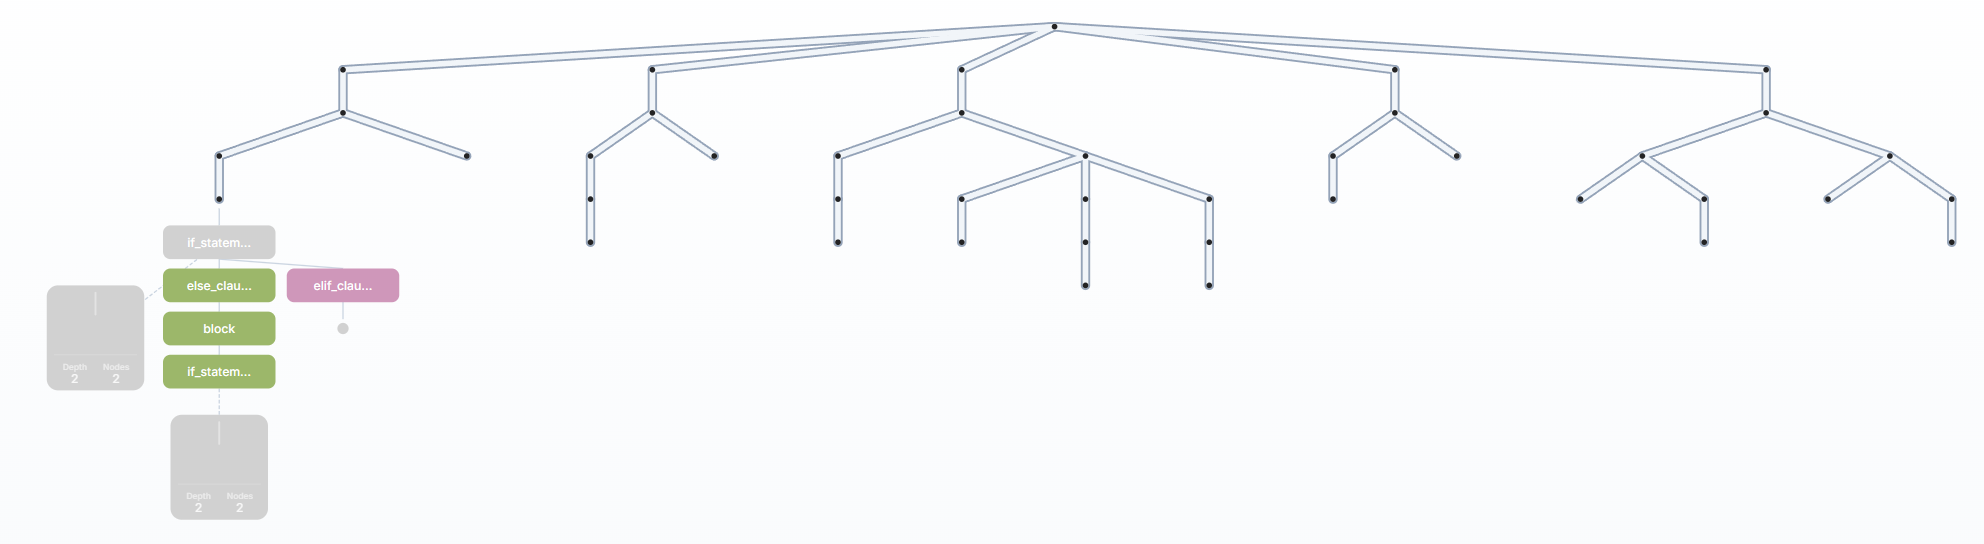 if_statem...
else_clau...
elif_clau...
block
Depth Nodes
2 2
if_statem...
Depth Nodes
2 2